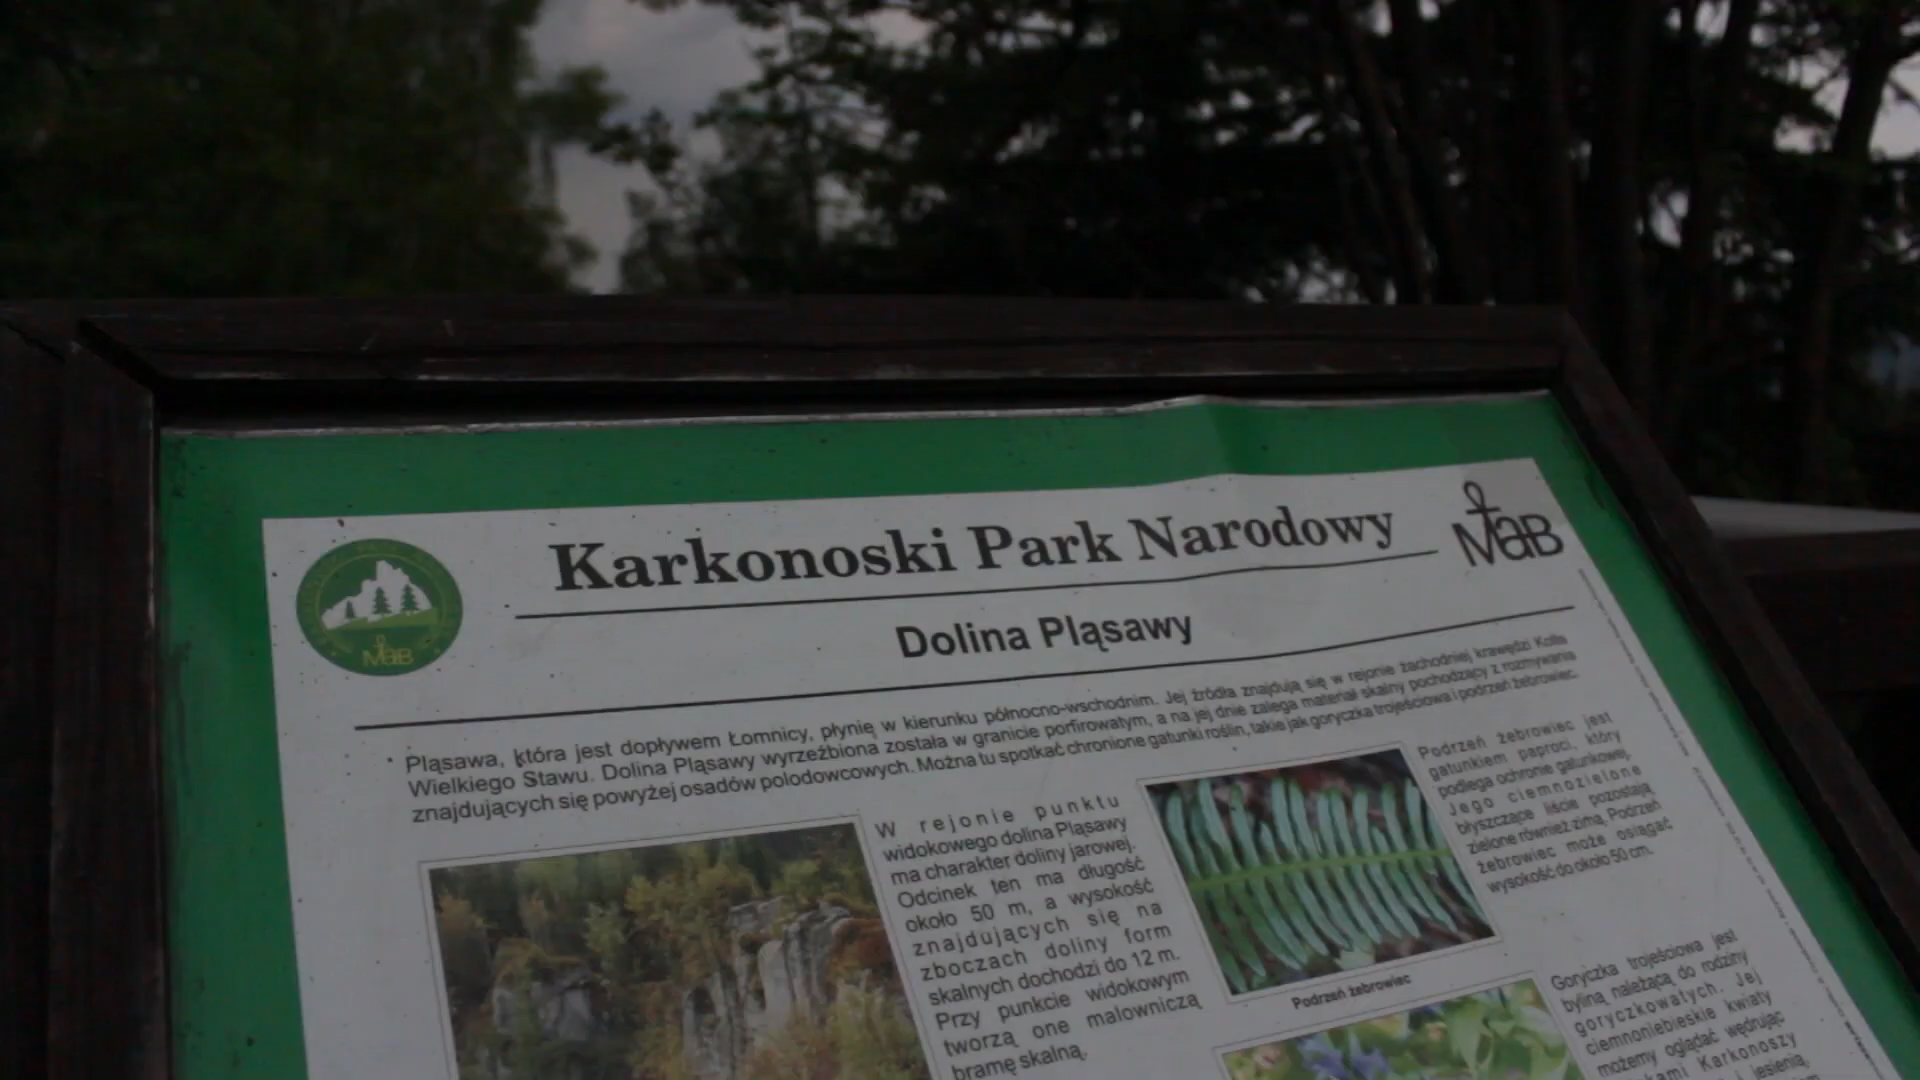 Karkonoski Park Narodowy
MaB
MaB
Dolina Pląsawy
Pląsawa, która jest dopływem Łomnicy, płynię w kierunku północno-wschodnim. Jej źródła znajdują się w rejonie zachodniej krawędzi Kotła
Wielkiego Stawu. Dolina Pląsawy wyrzeźbiona została w granicie porfirowatym, a na jej dnie zalega materiał skalny pochodzący z rozmywania
znajdujących się powyżej osadów polodowcowych. Można tu spotkać chronione gatunki roślin, takie jak goryczka trojeściowa i podrzeń żebrowiec.
W rejonie punktu
widokowego dolina Pląsawy
ma charakter doliny jarowej.
Odcinek ten ma długość
około 50 m, a wysokość
znajdujących się na
zboczach doliny form
skalnych dochodzi do 12 m.
Przy punkcie widokowym
tworzą one malowniczą
bramę skalną.
Podrzeń żebrowiec jest
gatunkiem paproci, który
podlega ochronie gatunkowej.
Jego ciemnozielone
błyszczące liście pozostają
zielone również zimą. Podrzeń
żebrowiec może osiągać
wysokość do około 50 cm.
Podrzeń żebrowiec
Goryczka trojeściowa jest
byliną należącą do rodziny
goryczkowatych. Jej
ciemnoniebieskie kwiaty
możemy oglądać wędrując
Karkonoszy
jesienią,